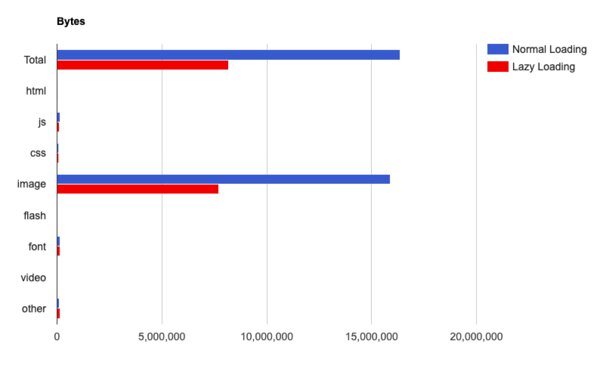 Bytes
Normal Loading
Lazy Loading
Total
html
js
css
image
flash
font
video
other
0 5,000,000 10,000,000 15,000,000 20,000,000